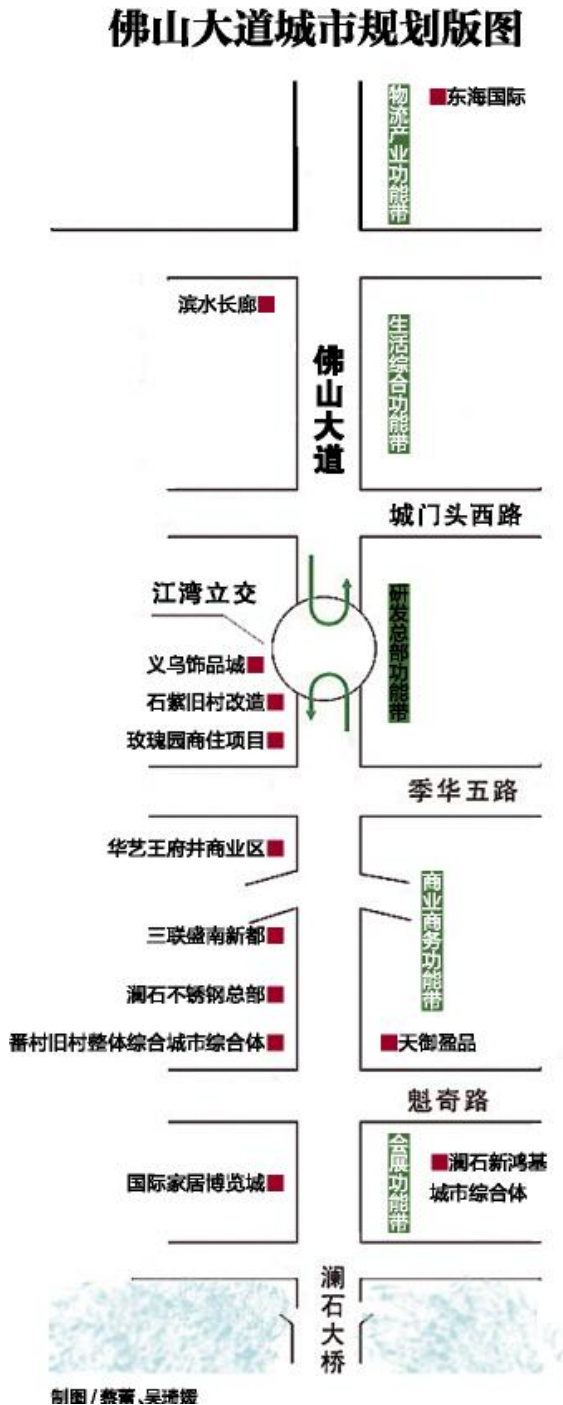 佛山大道城市规划版图
物流产业功能带
东海国际
滨水长廊
佛山大道
生活综合功能带
城门头西路
江湾立交
研发总部功能带
义乌饰品城
石紫旧村改造
玫瑰园商住项目
季华五路
华艺王府井商业区
商业商务功能带
三联盛南新都
澜石不锈钢总部
番村旧村整体综合城市综合体
天御盈品
魁奇路
会展功能带
澜石新鸿基
城市综合体
国际家居博览城
澜石大桥
制图/蔡蕾、吴琦媛